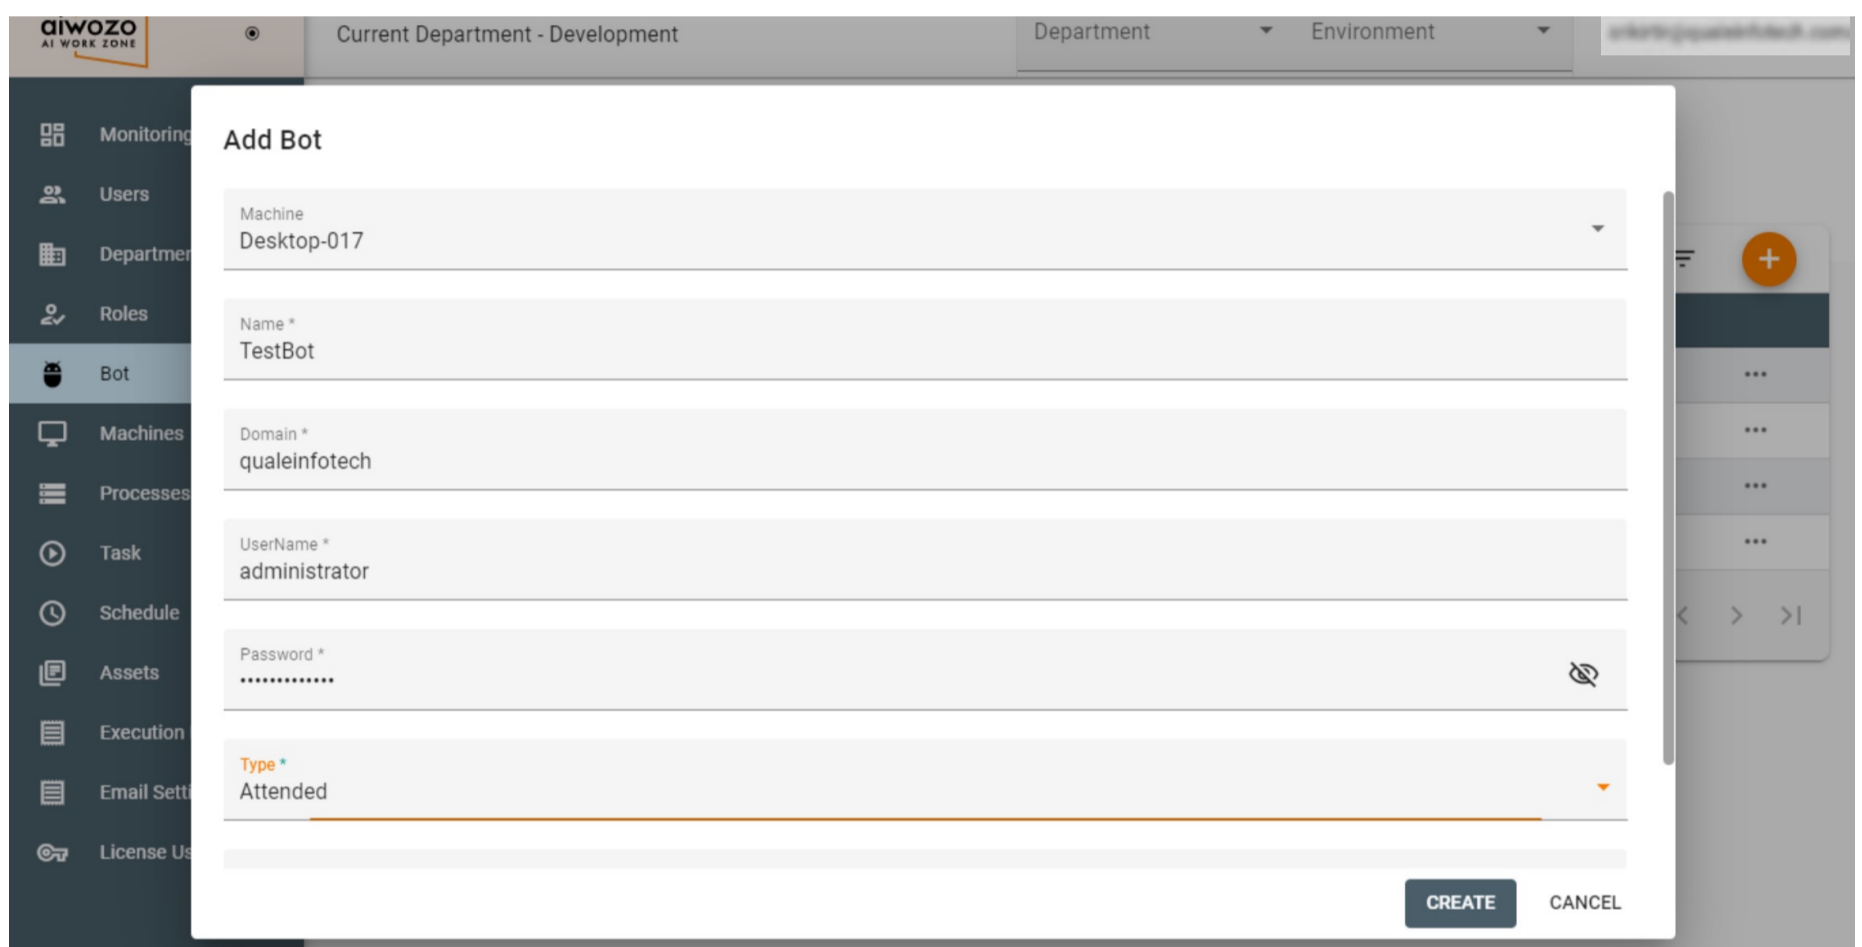 aiwozo
AI WORK ZONE
Current Department - Development
Department
Environment
Monitoring
Users
Departmen
Roles
Bot
Machines
Processes
Task
Schedule
Assets
Execution
Email Setti
License Us
Add Bot
Machine
Desktop-017
Name *
TestBot
Domain *
qualeinfotech
UserName *
administrator
Password *
•••••••••••••
Type *
Attended
CREATE
CANCEL